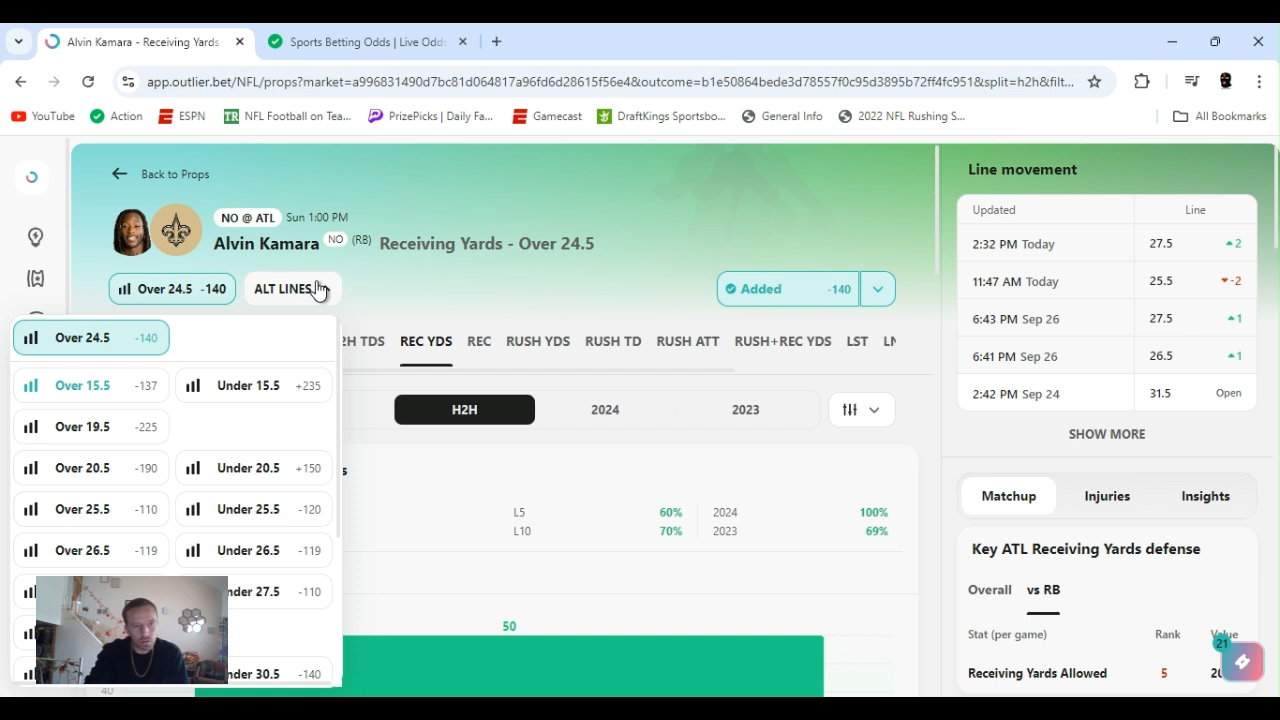 Alvin Kamara - Receiving Yards
Sports Betting Odds | Live Odd
app.outlier.bet/NFL/props?market=a996831490d7bc81d064817a96fd6d28615f56e4&outcome=b1e50864bede3d78557f0c95d3895b72ff4fc951&split=h2h&filt...
YouTube Action ESPN NFL Football on Tea... PrizePicks | Daily Fa... Gamecast DraftKings Sportsbo... General Info 2022 NFL Rushing S... All Bookmarks
Back to Props
NO @ ATL Sun 1:00 PM
Alvin Kamara NO (RB) Receiving Yards - Over 24.5
Over 24.5 -140 ALT LINES
Added -140
2H TDS REC YDS REC RUSH YDS RUSH TD RUSH ATT RUSH+REC YDS LST
H2H 2024 2023
Over 24.5 -140
Over 15.5 -137 Under 15.5 +235
Over 19.5 -225
Over 20.5 -190 Under 20.5 +150
Over 25.5 -110 Under 25.5 -120
Over 26.5 -119 Under 26.5 -119
nder 27.5 -110
nder 30.5 -140
L5 60% 2024 100%
L10 70% 2023 69%
50
40
Line movement
Updated Line
2:32 PM Today 27.5 2
11:47 AM Today 25.5 -2
6:43 PM Sep 26 27.5 1
6:41 PM Sep 26 26.5 1
2:42 PM Sep 24 31.5 Open
SHOW MORE
Matchup Injuries Insights
Key ATL Receiving Yards defense
Overall vs RB
Stat (per game) Rank Value
21
Receiving Yards Allowed 5